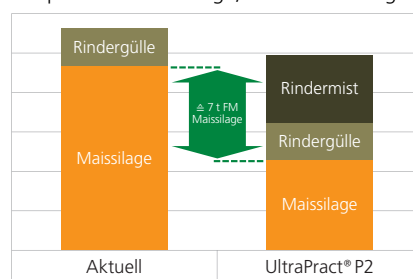 Rindergülle
Maissilage
≙ 7 t FM
Maissilage
Rindermist
Rindergülle
Maissilage
Aktuell
UltraPract® P2